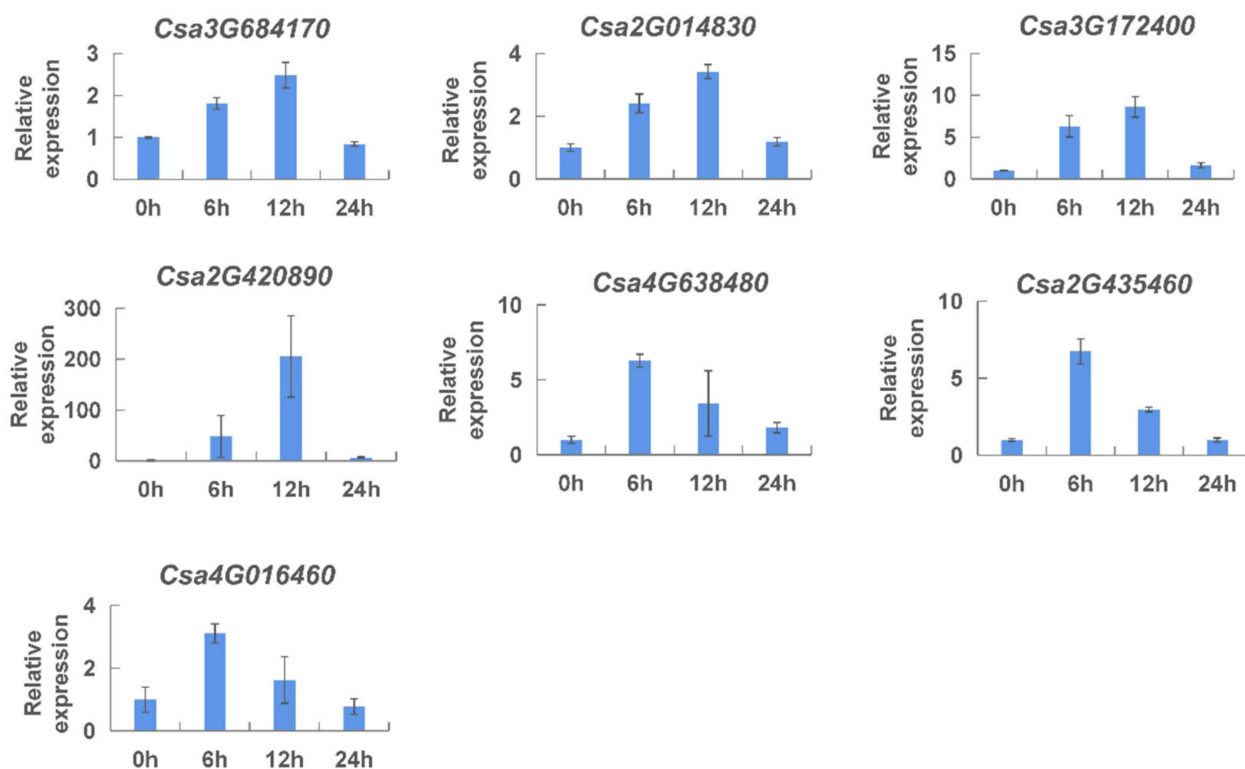 Csa3G684170
Relative
expression
3
2
1
0
0h 6h 12h 24h
Csa2G014830
Relative
expression
4
2
0
0h 6h 12h 24h
Csa3G172400
Relative
expression
15
10
5
0
0h 6h 12h 24h
Csa2G420890
Relative
expression
300
200
100
0
0h 6h 12h 24h
Csa4G638480
Relative
expression
10
5
0
0h 6h 12h 24h
Csa2G435460
Relative
expression
10
5
0
0h 6h 12h 24h
Csa4G016460
Relative
expression
4
2
0
0h 6h 12h 24h